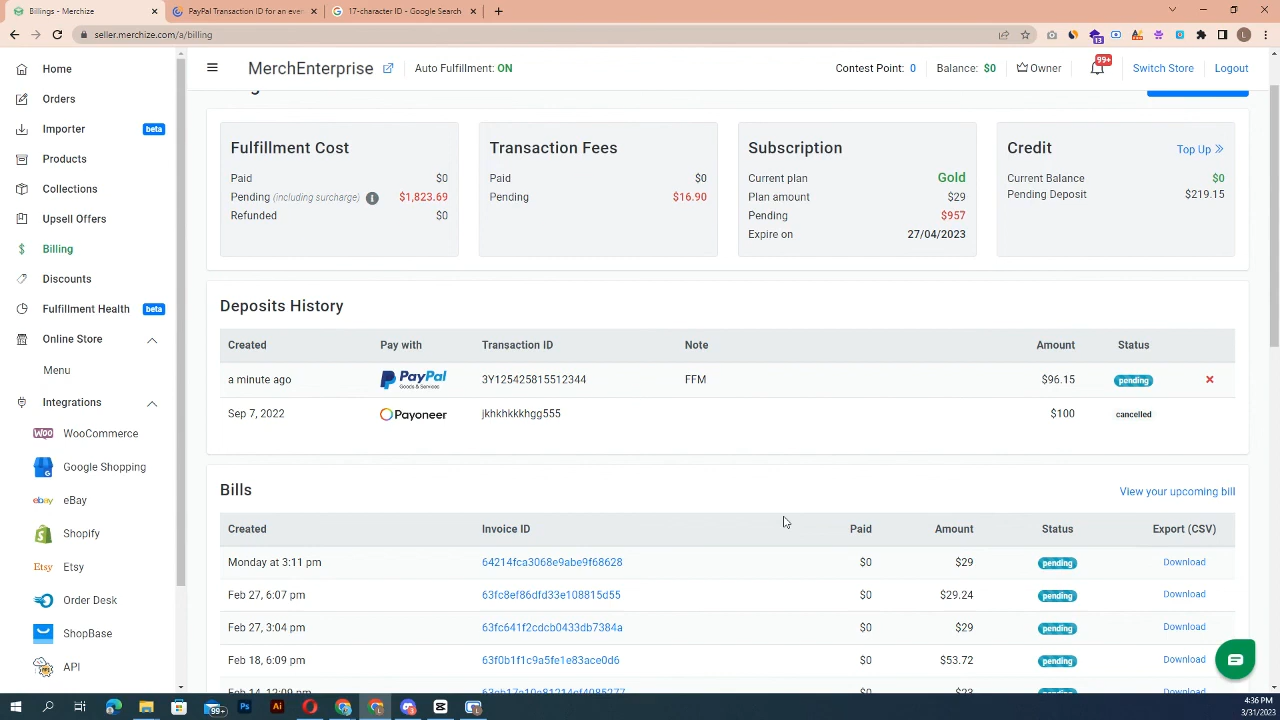 Billings - Merchize
PayPal Transaction ID for an ever
17-character ID - Google Search
seller.merchize.com/a/billing
13
Home
Orders
Importer beta
Products
Collections
Upsell Offers
Billing
Discounts
Fulfillment Health beta
Online Store
Menu
Integrations
WooCommerce
Google Shopping
eBay
Shopify
Etsy
Order Desk
ShopBase
API
MerchEnterprise Auto Fulfillment: ON Contest Point: 0 Balance: $0 Owner 99+ Switch Store Logout
Fulfillment Cost
Paid $0
Pending (including surcharge) $1,823.69
Refunded $0
Transaction Fees
Paid $0
Pending $16.90
Subscription
Current plan Gold
Plan amount $29
Pending $957
Expire on 27/04/2023
Credit Top Up
Current Balance $0
Pending Deposit $219.15
Deposits History
Created Pay with Transaction ID Note Amount Status
a minute ago PayPal Goods & Services 3Y125425815512344 FFM $96.15 pending
Sep 7, 2022 Payoneer jkhkhkkkhgg555 $100 cancelled
Bills View your upcoming bill
Created Invoice ID Paid Amount Status Export (CSV)
Monday at 3:11 pm 64214fca3068e9abe9f68628 $0 $29 pending Download
Feb 27, 6:07 pm 63fc8ef86dfd33e108815d55 $0 $29.24 pending Download
Feb 27, 3:04 pm 63fc641f2cdcb0433db7384a $0 $29 pending Download
Feb 18, 6:09 pm 63f0b1f1c9a5fe1e83ace0d6 $0 $53.72 pending Download
99+
4:36 PM
3/31/2023